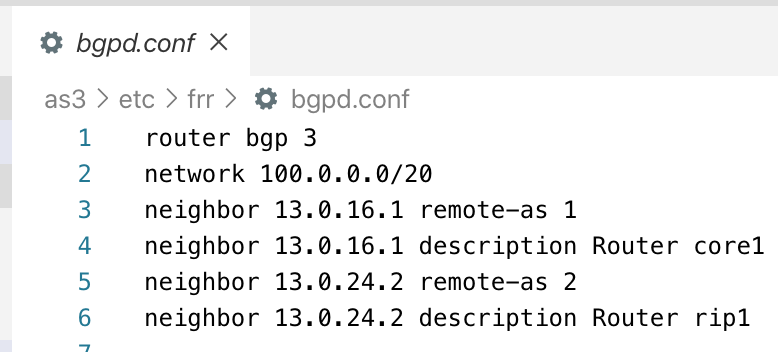 bgpd.conf
as3 > etc > frr > bgpd.conf
1 router bgp 3
2 network 100.0.0.0/20
3 neighbor 13.0.16.1 remote-as 1
4 neighbor 13.0.16.1 description Router core1
5 neighbor 13.0.24.2 remote-as 2
6 neighbor 13.0.24.2 description Router rip1
7